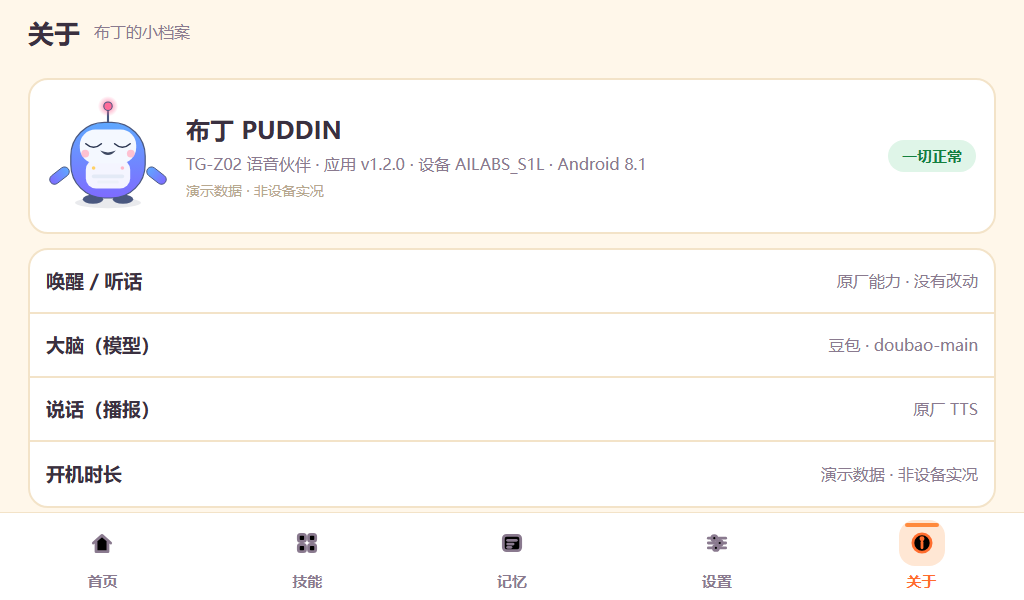 关于 布丁的小档案
布丁 PUDDIN
TG-Z02 语音伙伴 · 应用 v1.2.0 · 设备 AILABS_S1L · Android 8.1
演示数据 · 非设备实况
一切正常
唤醒 / 听话 原厂能力 · 没有改动
大脑（模型） 豆包 · doubao-main
说话（播报） 原厂 TTS
开机时长 演示数据 · 非设备实况
首页 技能 记忆 设置 关于